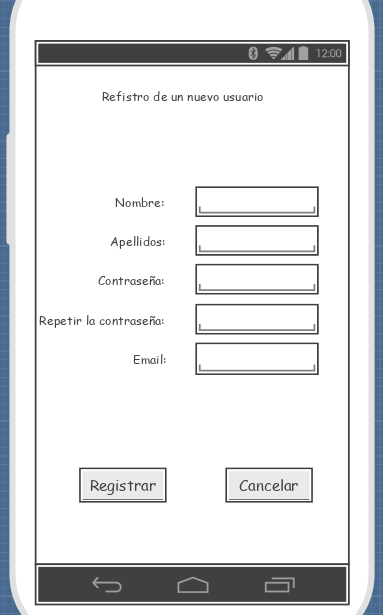 12:00
Refistro de un nuevo usuario
Nombre:
Apellidos:
Contraseña:
Repetir la contraseña:
Email:
Registrar
Cancelar